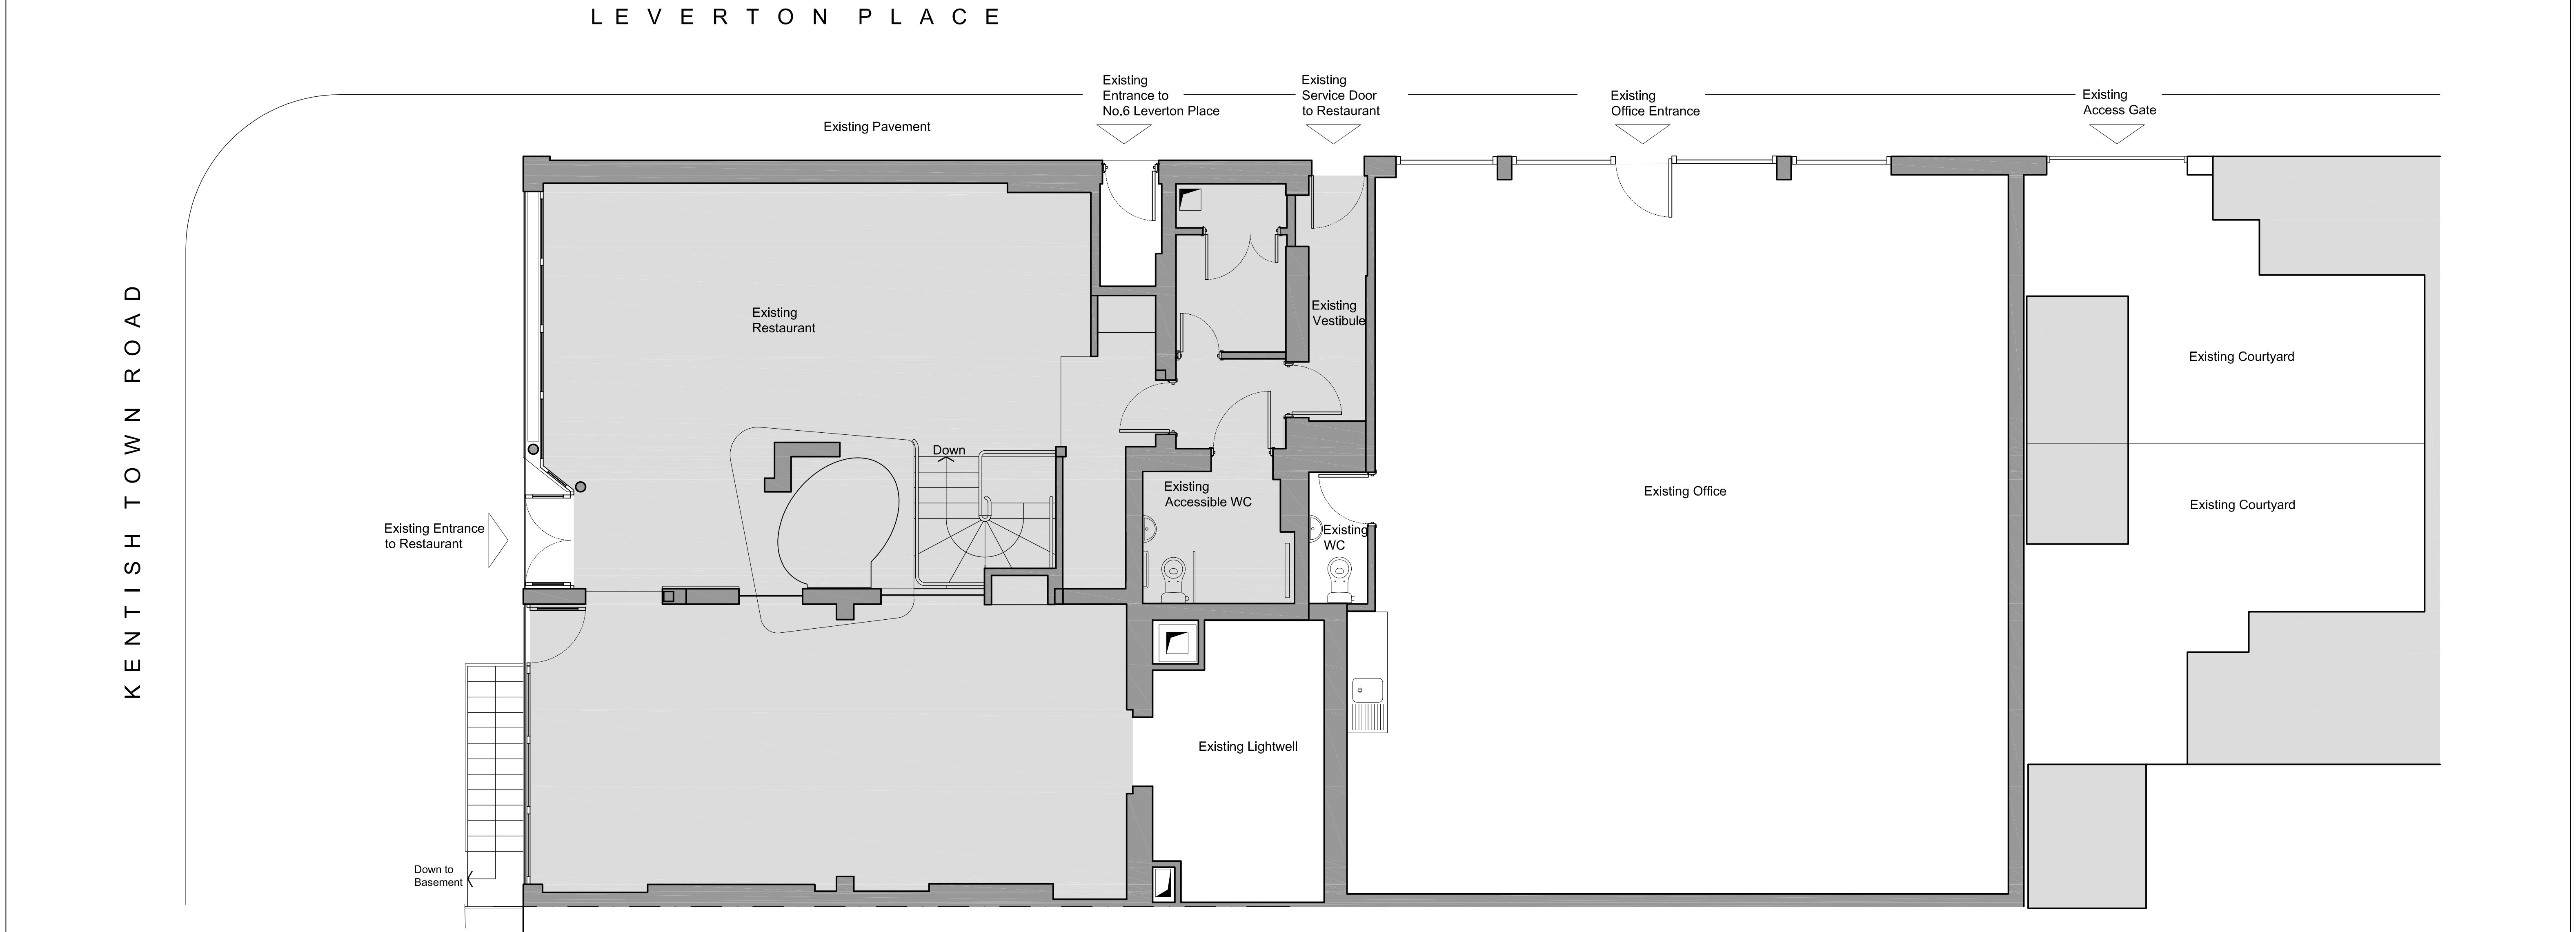 LEVERTON PLACE
Existing
Entrance to
No.6 Leverton Place
Existing
Service Door
to Restaurant
Existing
Office Entrance
Existing
Access Gate
Existing Pavement
KENTISH TOWN ROAD
Existing
Restaurant
Existing
Vestibule
Existing Courtyard
Down
Existing
Accessible WC
Existing Office
Existing Courtyard
Existing Entrance
to Restaurant
Existing
WC
Existing Lightwell
Down to
Basement